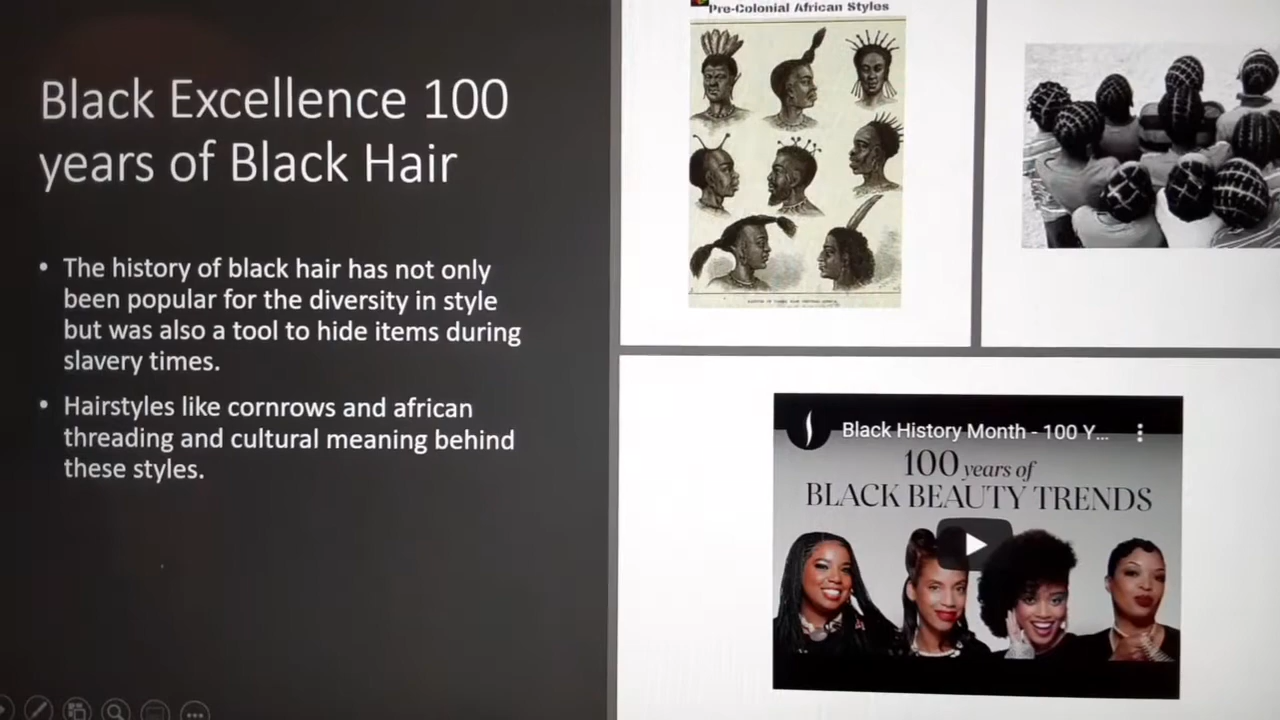 Black Excellence 100
years of Black Hair
• The history of black hair has not only
been popular for the diversity in style
but was also a tool to hide items during
slavery times.
• Hairstyles like cornrows and african
threading and cultural meaning behind
these styles.
Pre-Colonial African Styles
Black History Month - 100 Y...
100 years of
BLACK BEAUTY TRENDS